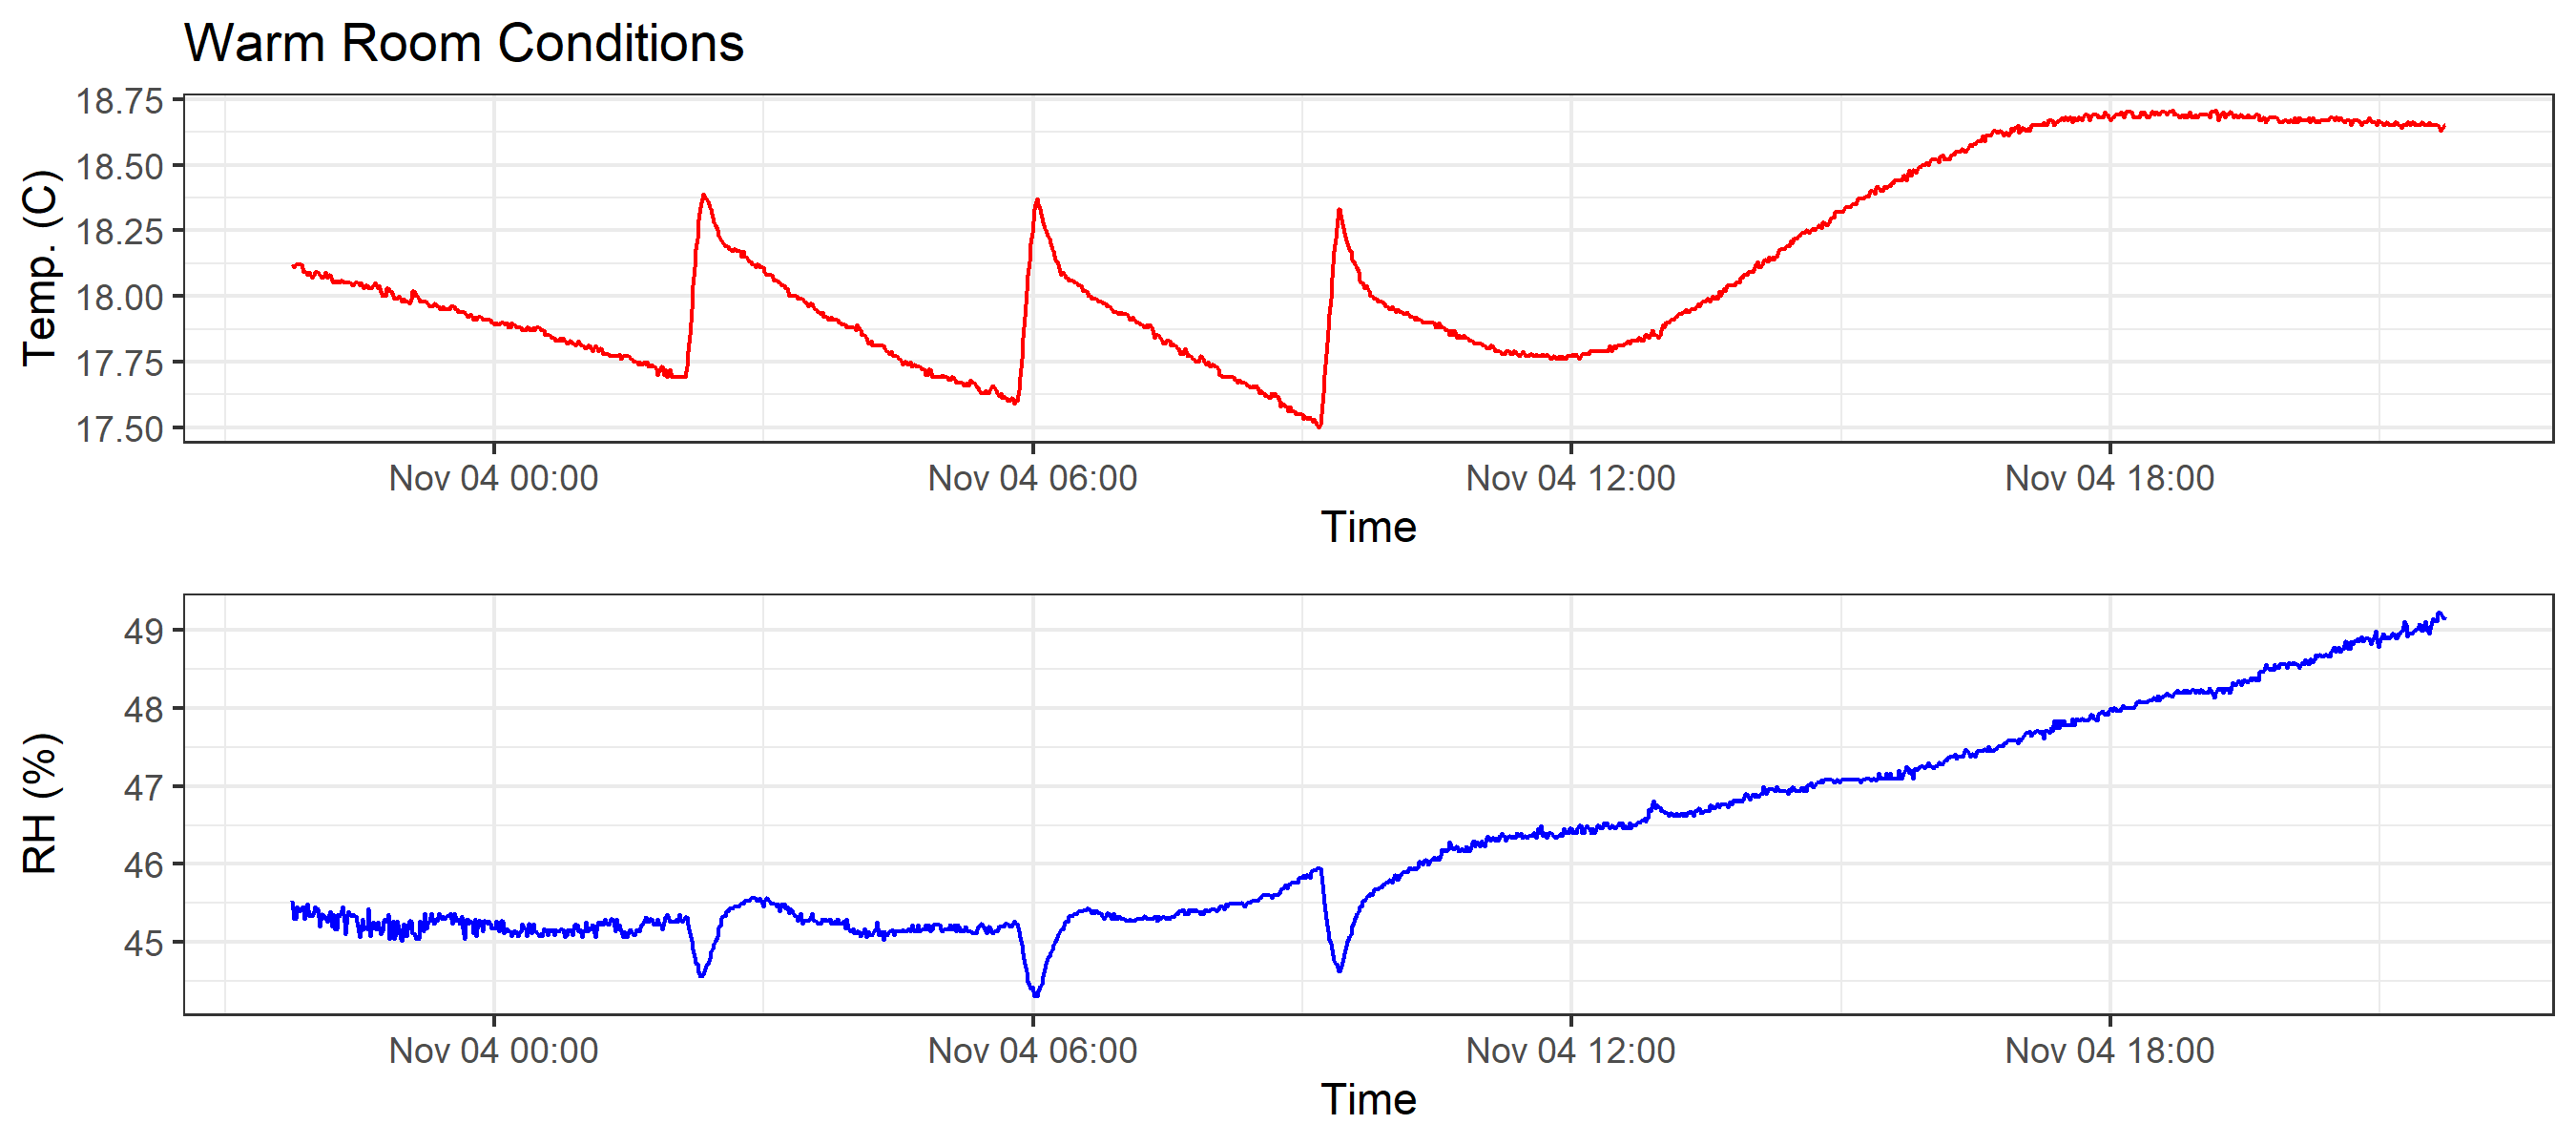 Warm Room Conditions
Temp. (C)
18.75
18.50
18.25
18.00
17.75
17.50
Nov 04 00:00 Nov 04 06:00 Nov 04 12:00 Nov 04 18:00
Time
RH (%)
49
48
47
46
45
Nov 04 00:00 Nov 04 06:00 Nov 04 12:00 Nov 04 18:00
Time